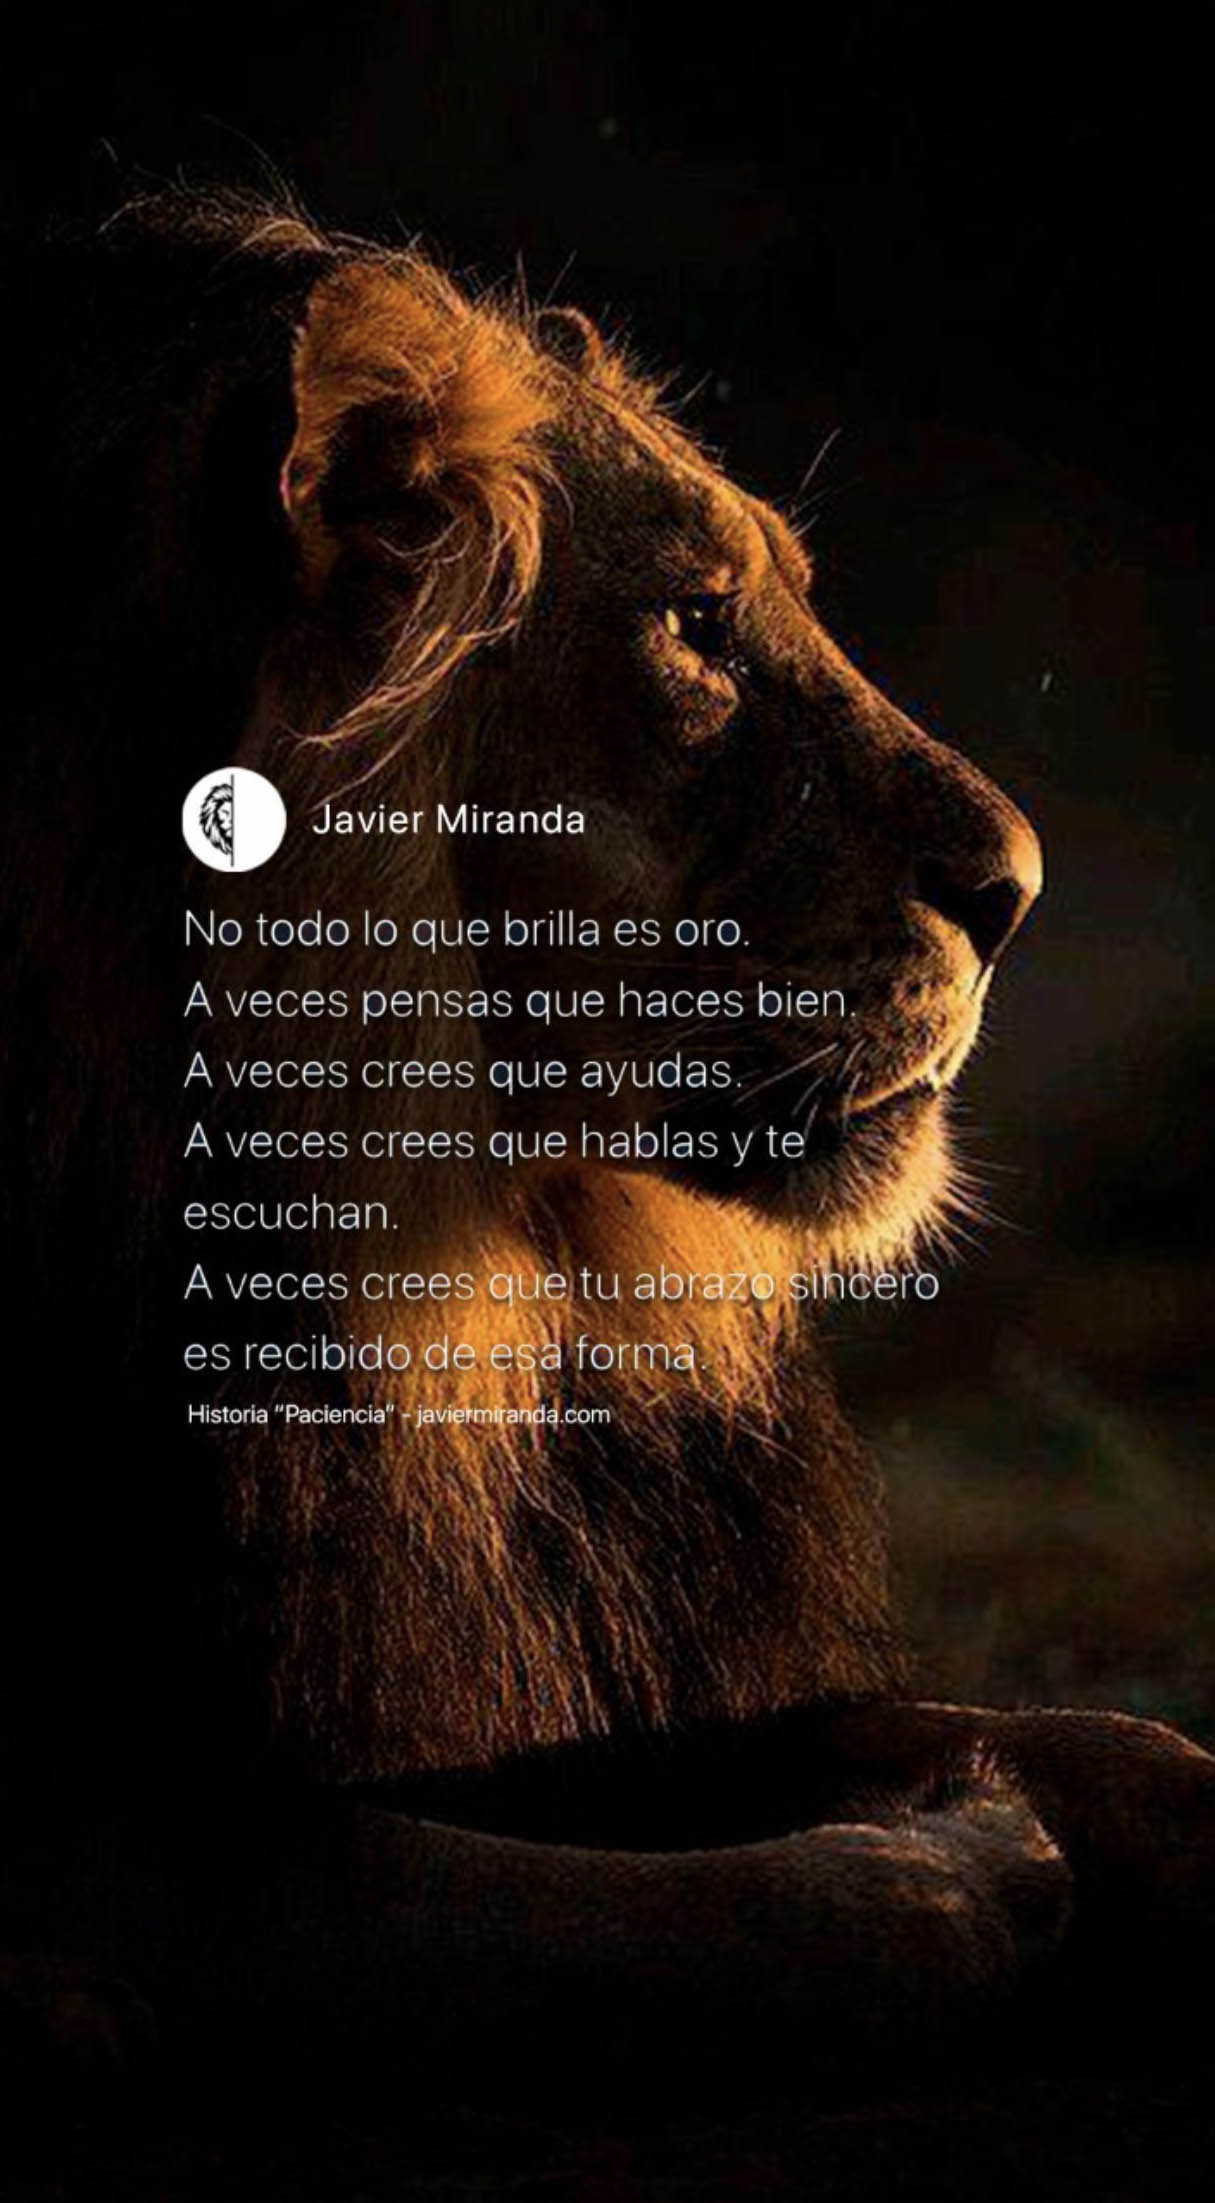 Javier Miranda
No todo lo que brilla es oro.
A veces pensas que haces bien.
A veces crees que ayudas.
A veces crees que hablas y te
escuchan.
A veces crees que tu abrazo sincero
es recibido de esa forma.
Historia “Paciencia” - javiermiranda.com